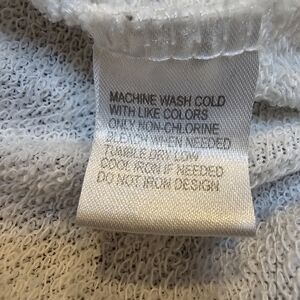 MACHINE WASH COLD
WITH LIKE COLORS
ONLY NON-CHLORINE
BLEACH WHEN NEEDED
TUMBLE DRY LOW
COOL IRON IF NEEDED
DO NOT IRON DESIGN